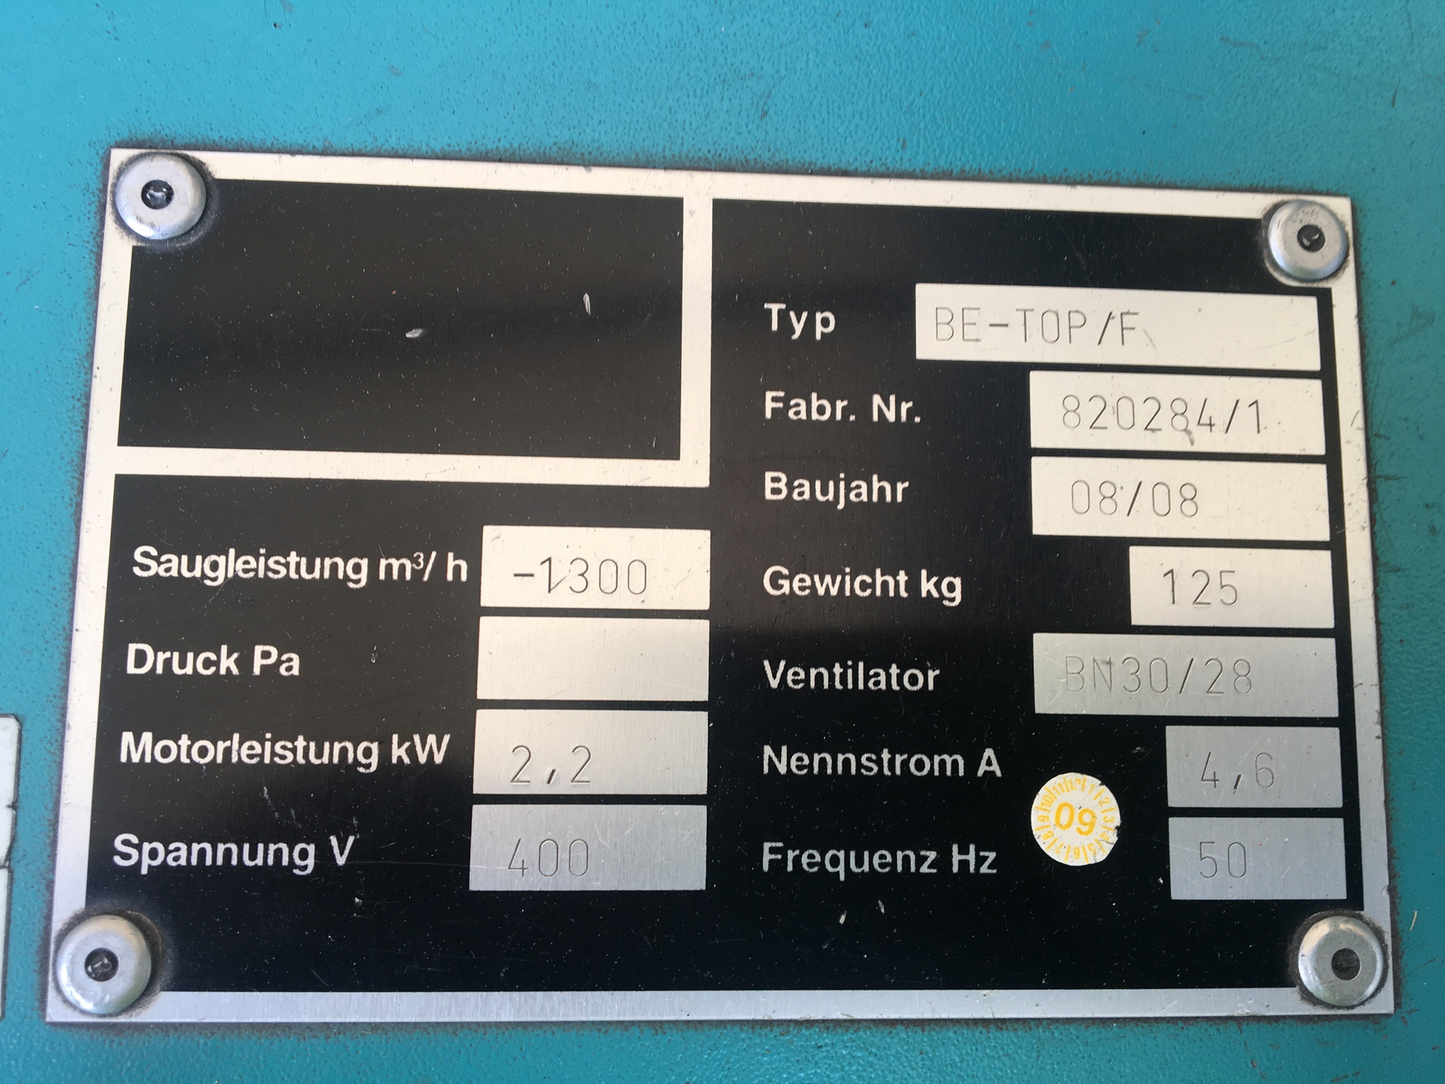 Typ BE-TOP/F
Fabr. Nr. 820284/1
Baujahr 08/08
Gewicht kg 125
Ventilator BN30/28
Nennstrom A 4,6
Frequenz Hz 50
Saugleistung m³/h -1300
Druck Pa
Motorleistung kW 2,2
Spannung V 400
09